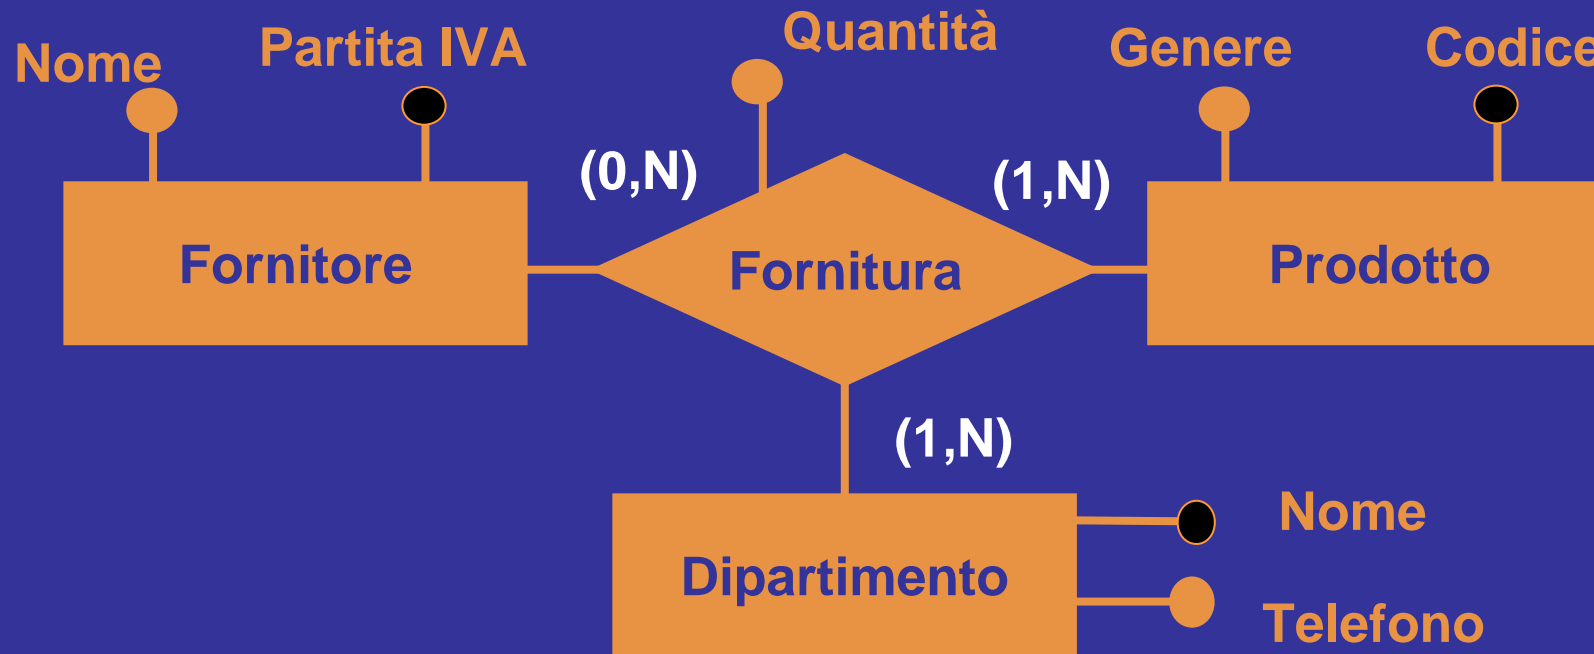 Nome
Partita IVA
Quantità
Genere
Codice
(0,N)
(1,N)
Fornitore
Fornitura
Prodotto
(1,N)
Dipartimento
Nome
Telefono